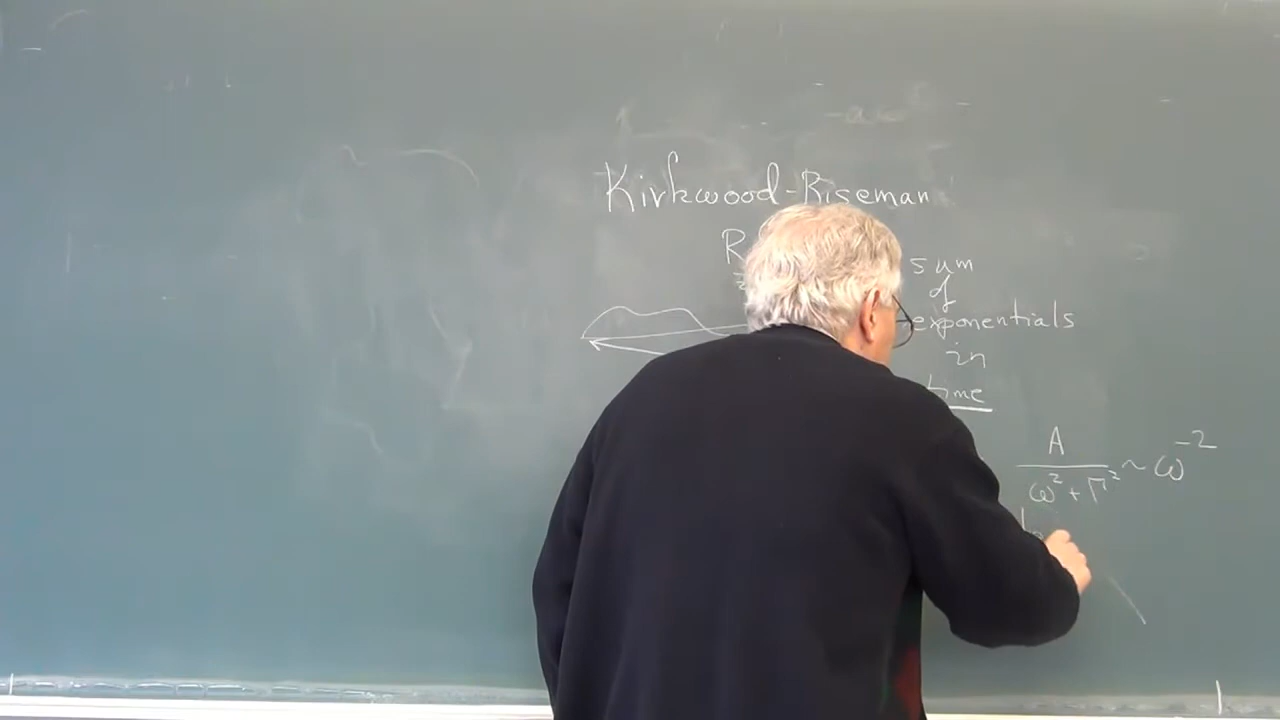 Kirkwood-Riseman
sum
of
exponentials
in
time
A
ω² + Γ² ~ ω⁻²